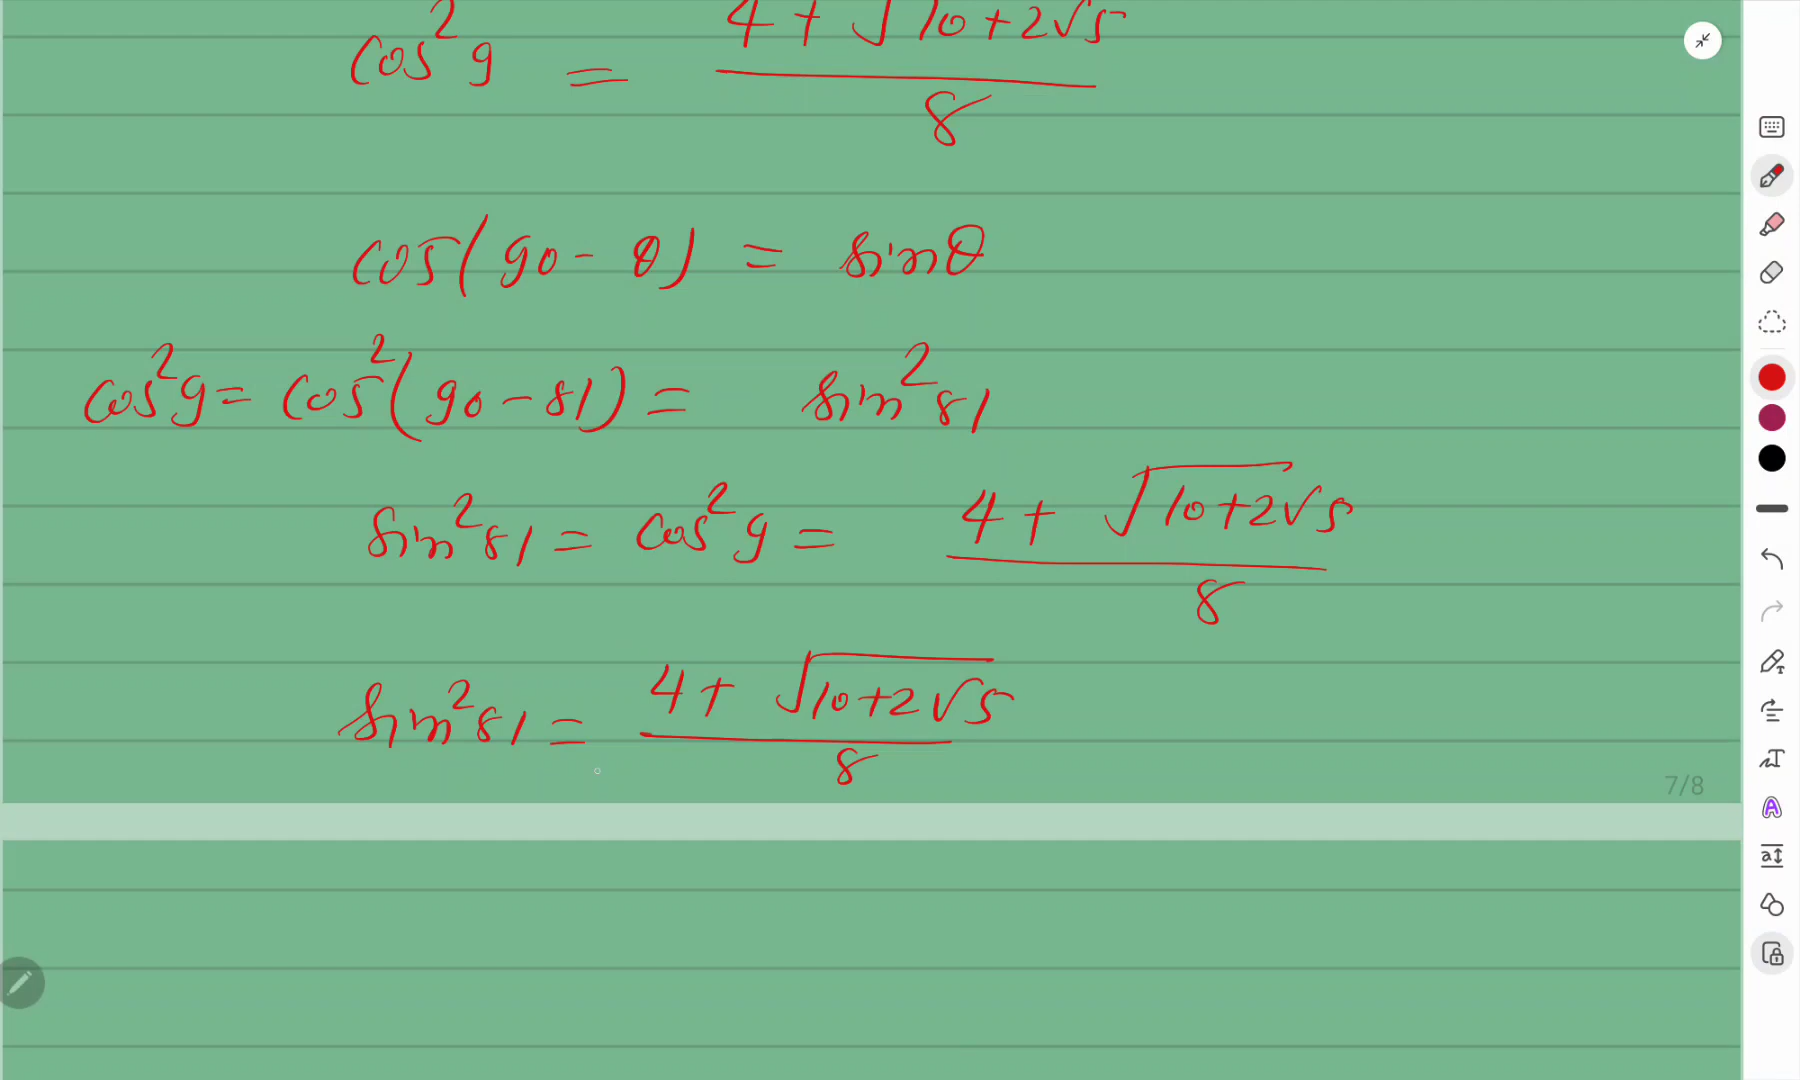 cos²9 = (4 + √(10+2√5))/8
cos(90 - θ) = sinθ
cos²9 = cos²(90 - 81) = sin²81
sin²81 = cos²9 = (4 + √(10+2√5))/8
sin²81 = (4 + √(10+2√5))/8
7/8